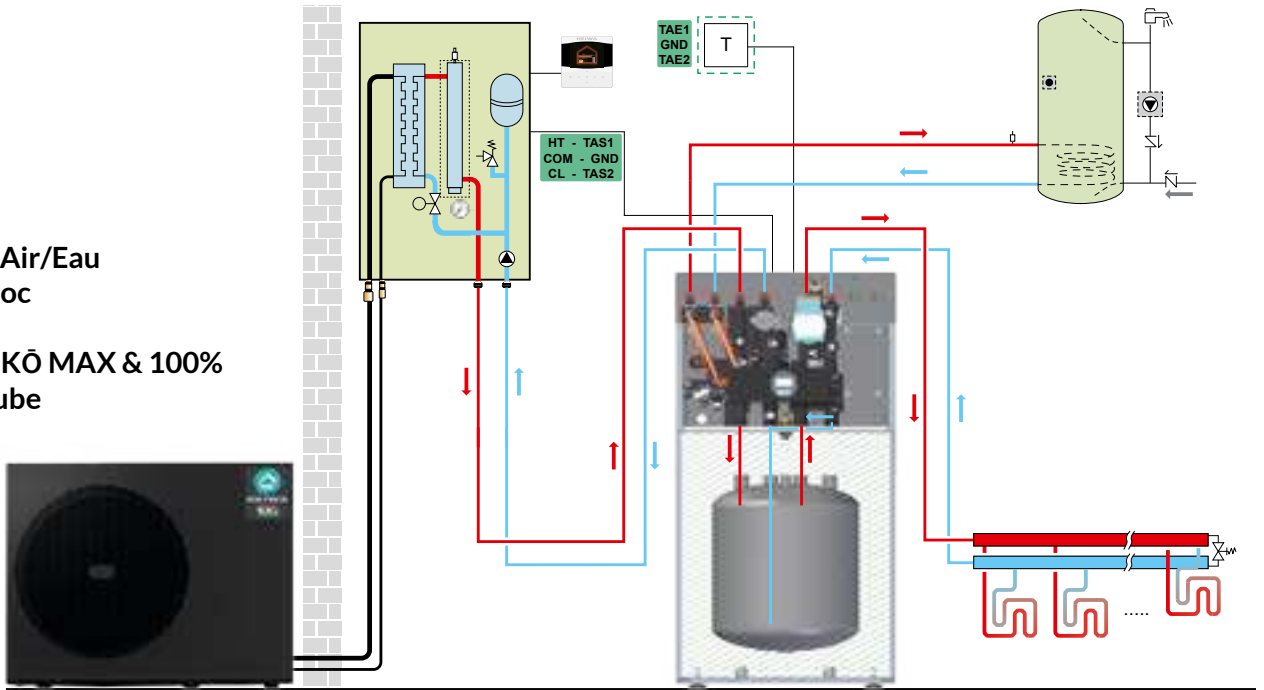 TAE1
GND
TAE2
T
HT - TAS1
COM - GND
CL - TAS2
Air/Eau
oc
KŌ MAX & 100%
ube